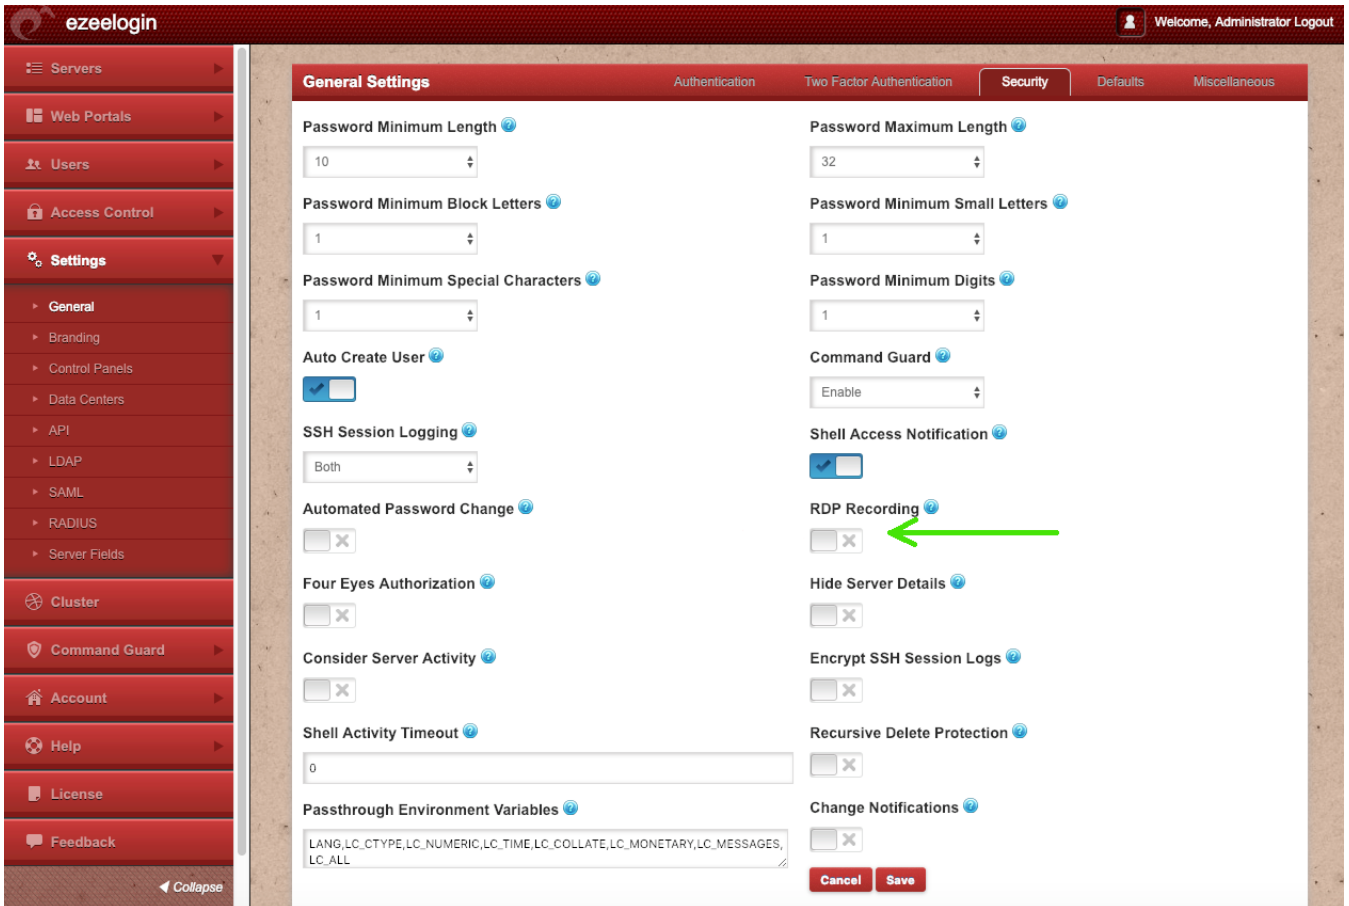 ezeelogin
Welcome, Administrator Logout
Servers
Web Portals
Users
Access Control
Settings
General
Branding
Control Panels
Data Centers
API
LDAP
SAML
RADIUS
Server Fields
Cluster
Command Guard
Account
Help
License
Feedback
Collapse
General Settings
Authentication
Two Factor Authentication
Security
Defaults
Miscellaneous
Password Minimum Length ?
10
Password Maximum Length ?
32
Password Minimum Block Letters ?
1
Password Minimum Small Letters ?
1
Password Minimum Special Characters ?
1
Password Minimum Digits ?
1
Auto Create User ?
Command Guard ?
Enable
SSH Session Logging ?
Both
Shell Access Notification ?
Automated Password Change ?
RDP Recording ?
Four Eyes Authorization ?
Hide Server Details ?
Consider Server Activity ?
Encrypt SSH Session Logs ?
Shell Activity Timeout ?
0
Recursive Delete Protection ?
Passthrough Environment Variables ?
LANG,LC_CTYPE,LC_NUMERIC,LC_TIME,LC_COLLATE,LC_MONETARY,LC_MESSAGES,
LC_ALL
Change Notifications ?
Cancel
Save